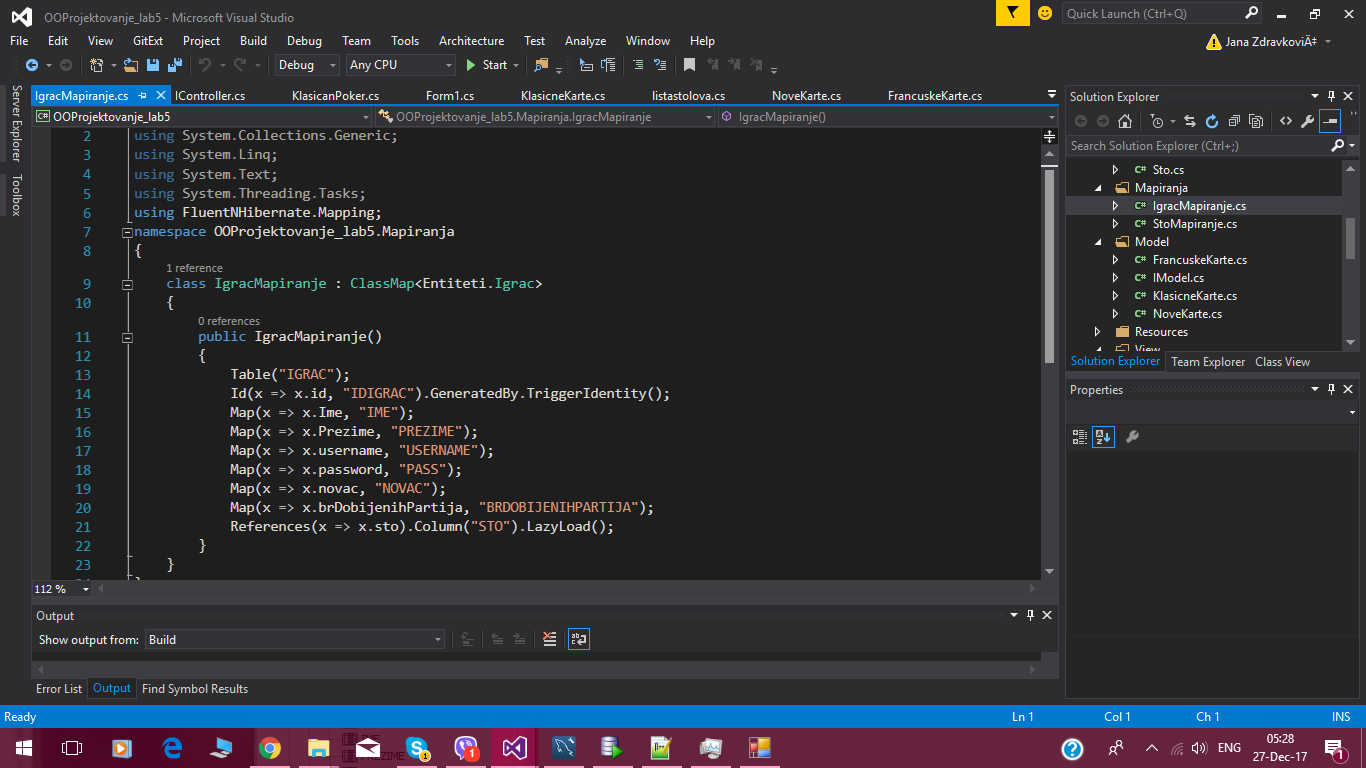 OOProjektovanje_lab5 - Microsoft Visual Studio
Quick Launch (Ctrl+Q)
File Edit View GitExt Project Build Debug Team Tools Architecture Test Analyze Window Help
Jana ZdravkoviÄ‡
Debug Any CPU Start
Server Explorer
Toolbox
IgracMapiranje.cs IController.cs KlasicanPoker.cs Form1.cs KlasicneKarte.cs listastolova.cs NoveKarte.cs FrancuskeKarte.cs
OOProjektovanje_lab5 OOProjektovanje_lab5.Mapiranja.IgracMapiranje IgracMapiranje()
2 using System.Collections.Generic;
3 using System.Linq;
4 using System.Text;
5 using System.Threading.Tasks;
6 using FluentNHibernate.Mapping;
7 namespace OOProjektovanje_lab5.Mapiranja
8 {
1 reference
9 class IgracMapiranje : ClassMap<Entiteti.Igrac>
10 {
0 references
11 public IgracMapiranje()
12 {
13 Table("IGRAC");
14 Id(x => x.id, "IDIGRAC").GeneratedBy.TriggerIdentity();
15 Map(x => x.Ime, "IME");
16 Map(x => x.Prezime, "PREZIME");
17 Map(x => x.username, "USERNAME");
18 Map(x => x.password, "PASS");
19 Map(x => x.novac, "NOVAC");
20 Map(x => x.brDobijenihPartija, "BRDOBIJENIHPARTIJA");
21 References(x => x.sto).Column("STO").LazyLoad();
22 }
23 }
112 %
Output
Show output from: Build
Error List Output Find Symbol Results
Solution Explorer
Search Solution Explorer (Ctrl+;)
C# Sto.cs
Mapiranja
C# IgracMapiranje.cs
C# StoMapiranje.cs
Model
C# FrancuskeKarte.cs
C# IModel.cs
C# KlasicneKarte.cs
C# NoveKarte.cs
Resources
View
Solution Explorer Team Explorer Class View
Properties
Ready Ln 1 Col 1 Ch 1 INS
ENG
05:28
27-Dec-17